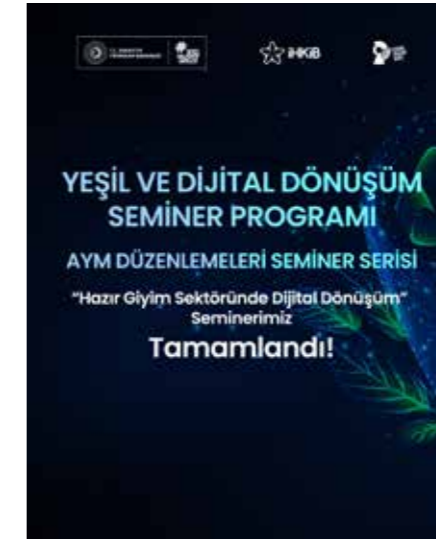 İHKİB
YEŞİL VE DİJİTAL DÖNÜŞÜM
SEMİNER PROGRAMI
AYM DÜZENLEMELERİ SEMİNER SERİSİ
"Hazır Giyim Sektöründe Dijital Dönüşüm"
Seminerimiz
Tamamlandı!